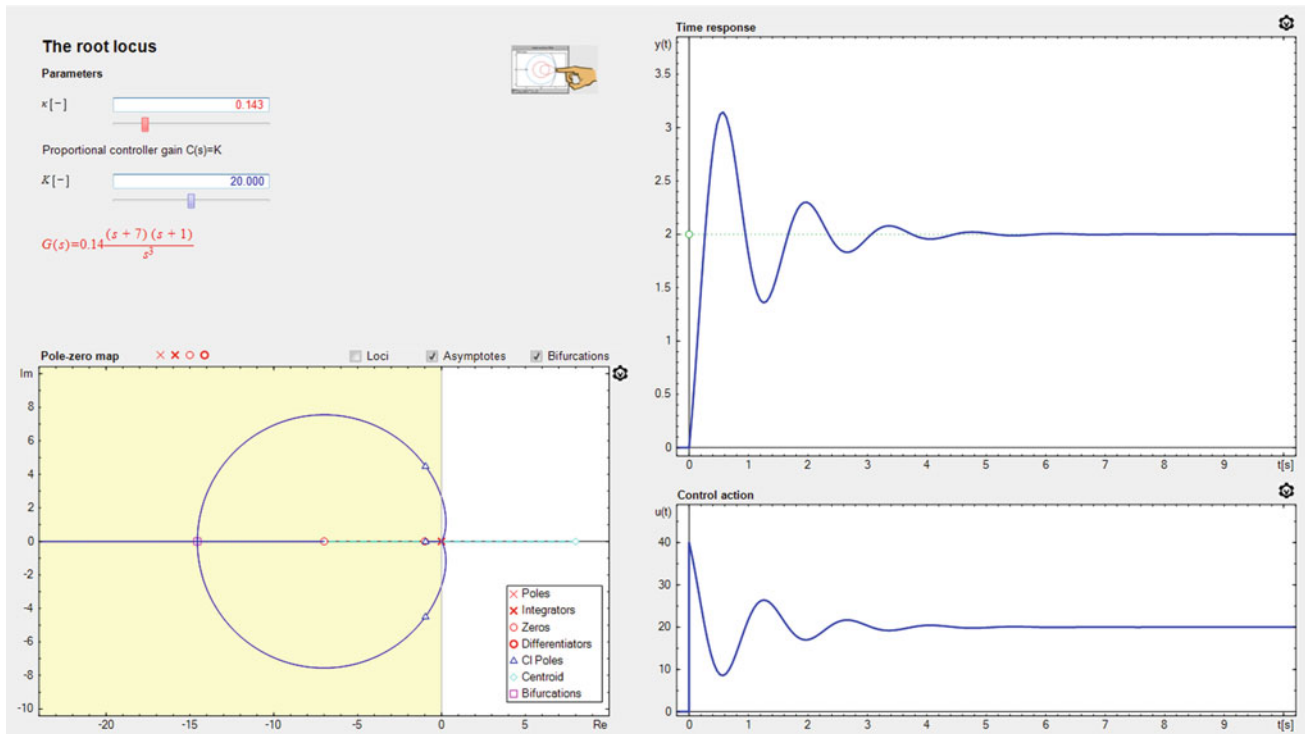 The root locus
Parameters
κ[−] 0.143
Proportional controller gain C(s)=K
K[−] 20.000
G(s)=0.14 (s + 7) (s + 1) / s³
Pole-zero map Loci Asymptotes Bifurcations
Im
8
6
4
2
0
-2
-4
-6
-8
-10
-20 -15 -10 -5 0 Re
Poles
Integrators
Zeros
Differentiators
Cl Poles
Centroid
Bifurcations
Time response
y(t)
3.5
3
2.5
2
1.5
1
0.5
0
0 1 2 3 4 5 6 7 8 9 t[s]
Control action
u(t)
40
30
20
10
0
0 1 2 3 4 5 6 7 8 9 t[s]